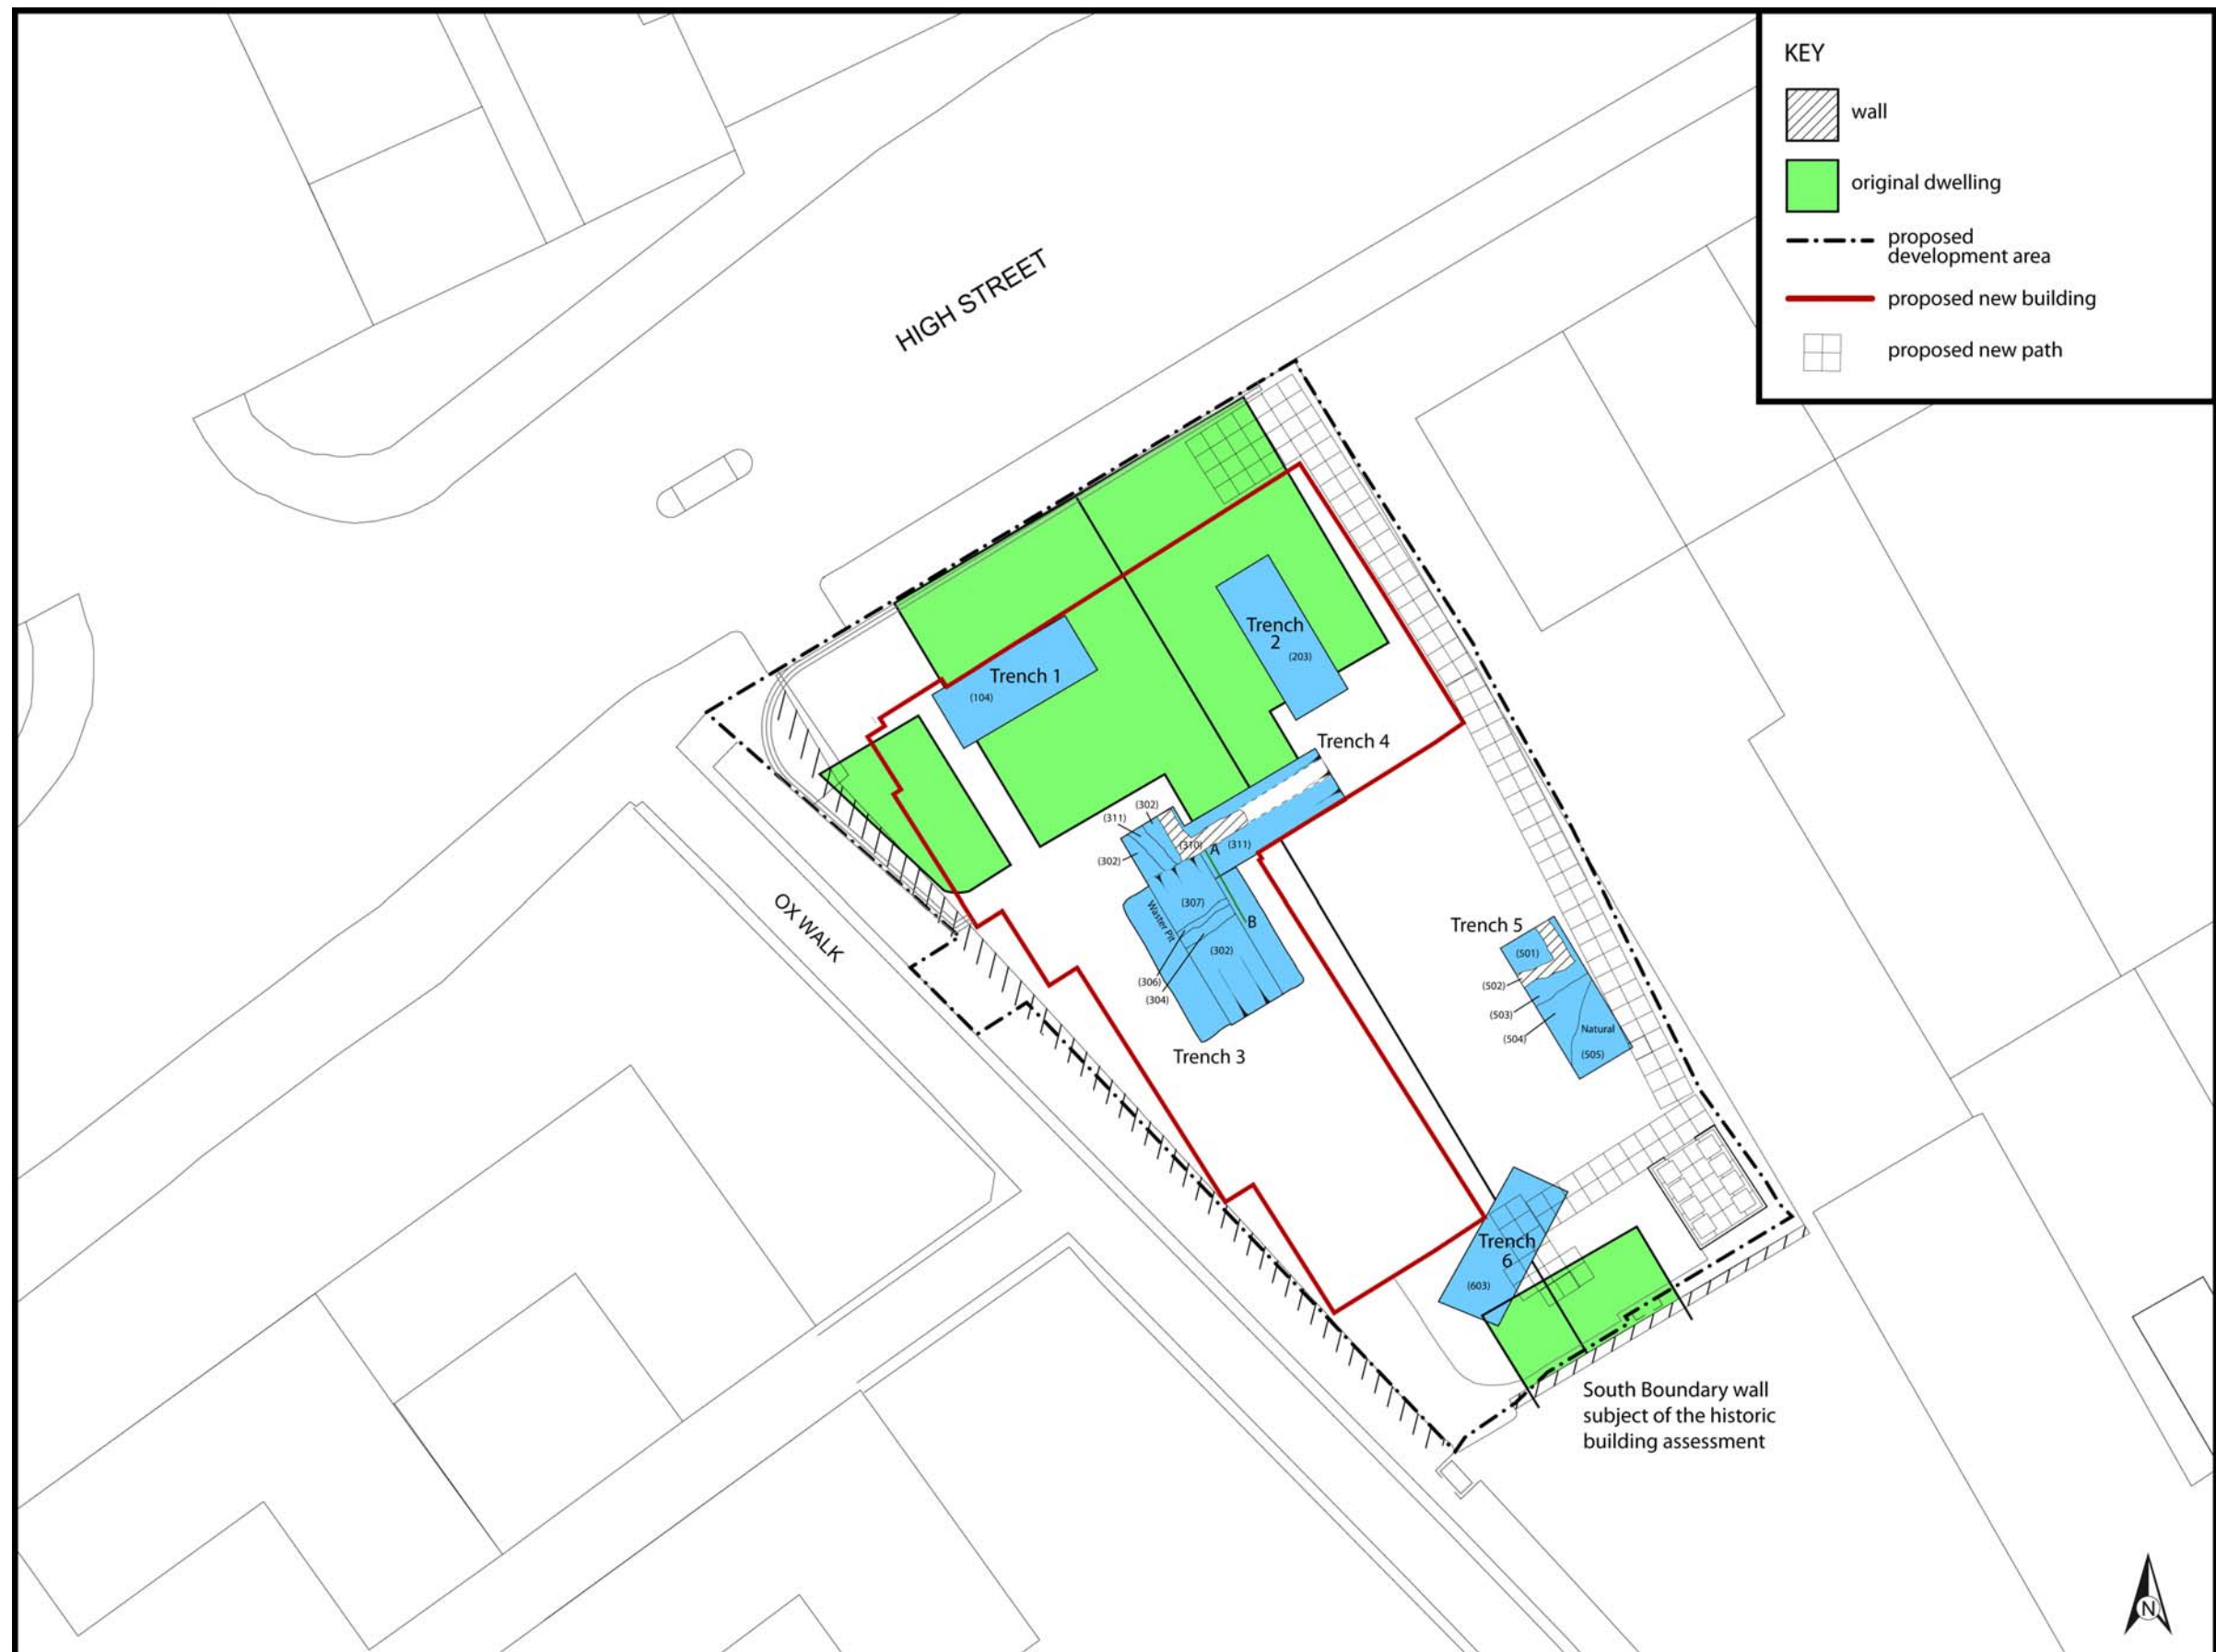 KEY
wall
original dwelling
proposed
development area
proposed new building
proposed new path
HIGH STREET
Trench
2
(203)
Trench 1
(104)
Trench 4
(302)
(311)
(310)
A
(311)
(302)
(307)
Waster Pit
B
(302)
(306)
(304)
Trench 3
OX WALK
Trench 5
(501)
(502)
(503)
(504)
Natural
(505)
Trench
6
(603)
South Boundary wall
subject of the historic
building assessment
N